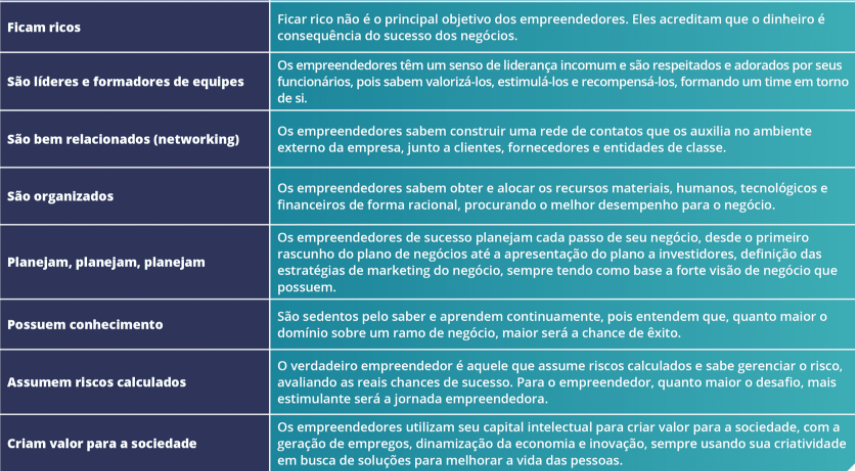 Ficam ricos
Ficar rico não é o principal objetivo dos empreendedores. Eles acreditam que o dinheiro é
consequência do sucesso dos negócios.
São líderes e formadores de equipes
Os empreendedores têm um senso de liderança incomum e são respeitados e adorados por seus
funcionários, pois sabem valorizá-los, estimulá-los e recompensá-los, formando um time em torno
de si.
São bem relacionados (networking)
Os empreendedores sabem construir uma rede de contatos que os auxilia no ambiente
externo da empresa, junto a clientes, fornecedores e entidades de classe.
São organizados
Os empreendedores sabem obter e alocar os recursos materiais, humanos, tecnológicos e
financeiros de forma racional, procurando o melhor desempenho para o negócio.
Planejam, planejam, planejam
Os empreendedores de sucesso planejam cada passo de seu negócio, desde o primeiro
rascunho do plano de negócios até a apresentação do plano a investidores, definição das
estratégias de marketing do negócio, sempre tendo como base a forte visão de negócio que
possuem.
Possuem conhecimento
São sedentos pelo saber e aprendem continuamente, pois entendem que, quanto maior o
domínio sobre um ramo de negócio, maior será a chance de êxito.
Assumem riscos calculados
O verdadeiro empreendedor é aquele que assume riscos calculados e sabe gerenciar o risco,
avaliando as reais chances de sucesso. Para o empreendedor, quanto maior o desafio, mais
estimulante será a jornada empreendedora.
Criam valor para a sociedade
Os empreendedores utilizam seu capital intelectual para criar valor para a sociedade, com a
geração de empregos, dinamização da economia e inovação, sempre usando sua criatividade
em busca de soluções para melhorar a vida das pessoas.